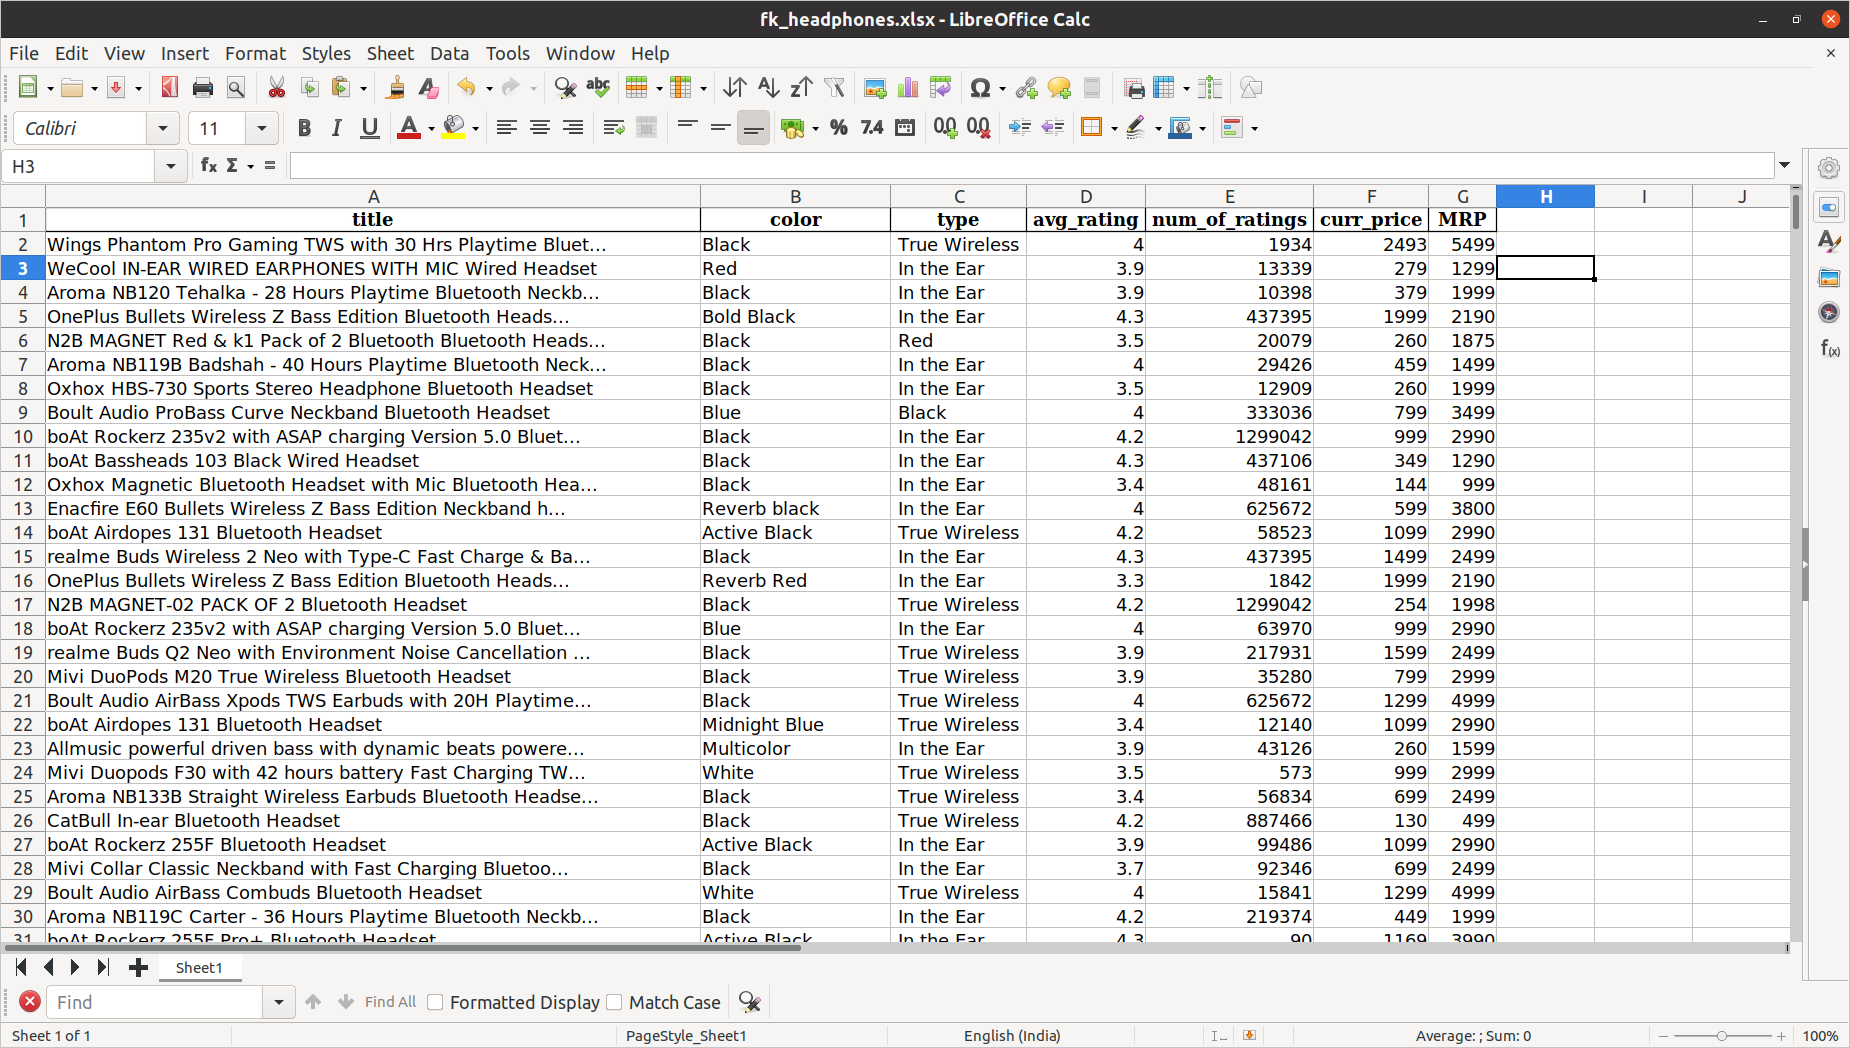 fk_headphones.xlsx - LibreOffice Calc
File Edit View Insert Format Styles Sheet Data Tools Window Help
Calibri 11
H3
A B C D E F G H I J
1 title color type avg_rating num_of_ratings curr_price MRP
2 Wings Phantom Pro Gaming TWS with 30 Hrs Playtime Bluet... Black True Wireless 4 1934 2493 5499
3 WeCool IN-EAR WIRED EARPHONES WITH MIC Wired Headset Red In the Ear 3.9 13339 279 1299
4 Aroma NB120 Tehalka - 28 Hours Playtime Bluetooth Neckb... Black In the Ear 3.9 10398 379 1999
5 OnePlus Bullets Wireless Z Bass Edition Bluetooth Heads... Bold Black In the Ear 4.3 437395 1999 2190
6 N2B MAGNET Red & k1 Pack of 2 Bluetooth Bluetooth Heads... Black Red 3.5 20079 260 1875
7 Aroma NB119B Badshah - 40 Hours Playtime Bluetooth Neck... Black In the Ear 4 29426 459 1499
8 Oxhox HBS-730 Sports Stereo Headphone Bluetooth Headset Black In the Ear 3.5 12909 260 1999
9 Boult Audio ProBass Curve Neckband Bluetooth Headset Blue Black 4 333036 799 3499
10 boAt Rockerz 235v2 with ASAP charging Version 5.0 Bluet... Black In the Ear 4.2 1299042 999 2990
11 boAt Bassheads 103 Black Wired Headset Black In the Ear 4.3 437106 349 1290
12 Oxhox Magnetic Bluetooth Headset with Mic Bluetooth Hea... Black In the Ear 3.4 48161 144 999
13 Enacfire E60 Bullets Wireless Z Bass Edition Neckband h... Reverb black In the Ear 4 625672 599 3800
14 boAt Airdopes 131 Bluetooth Headset Active Black True Wireless 4.2 58523 1099 2990
15 realme Buds Wireless 2 Neo with Type-C Fast Charge & Ba... Black In the Ear 4.3 437395 1499 2499
16 OnePlus Bullets Wireless Z Bass Edition Bluetooth Heads... Reverb Red In the Ear 3.3 1842 1999 2190
17 N2B MAGNET-02 PACK OF 2 Bluetooth Headset Black True Wireless 4.2 1299042 254 1998
18 boAt Rockerz 235v2 with ASAP charging Version 5.0 Bluet... Blue In the Ear 4 63970 999 2990
19 realme Buds Q2 Neo with Environment Noise Cancellation ... Black True Wireless 3.9 217931 1599 2499
20 Mivi DuoPods M20 True Wireless Bluetooth Headset Black True Wireless 3.9 35280 799 2999
21 Boult Audio AirBass Xpods TWS Earbuds with 20H Playtime... Black True Wireless 4 625672 1299 4999
22 boAt Airdopes 131 Bluetooth Headset Midnight Blue True Wireless 3.4 12140 1099 2990
23 Allmusic powerful driven bass with dynamic beats powere... Multicolor In the Ear 3.9 43126 260 1599
24 Mivi Duopods F30 with 42 hours battery Fast Charging TW... White True Wireless 3.5 573 999 2999
25 Aroma NB133B Straight Wireless Earbuds Bluetooth Headse... Black True Wireless 3.4 56834 699 2499
26 CatBull In-ear Bluetooth Headset Black True Wireless 4.2 887466 130 499
27 boAt Rockerz 255F Bluetooth Headset Active Black In the Ear 3.9 99486 1099 2990
28 Mivi Collar Classic Neckband with Fast Charging Bluetoo... Black In the Ear 3.7 92346 699 2499
29 Boult Audio AirBass Combuds Bluetooth Headset White True Wireless 4 15841 1299 4999
30 Aroma NB119C Carter - 36 Hours Playtime Bluetooth Neckb... Black In the Ear 4.2 219374 449 1999
31 boAt Rockerz 255F Pro+ Bluetooth Headset Active Black In the Ear 4.3 90 1169 3990
Sheet1
Find Find All Formatted Display Match Case
Sheet 1 of 1 PageStyle_Sheet1 English (India) Average: ; Sum: 0 100%